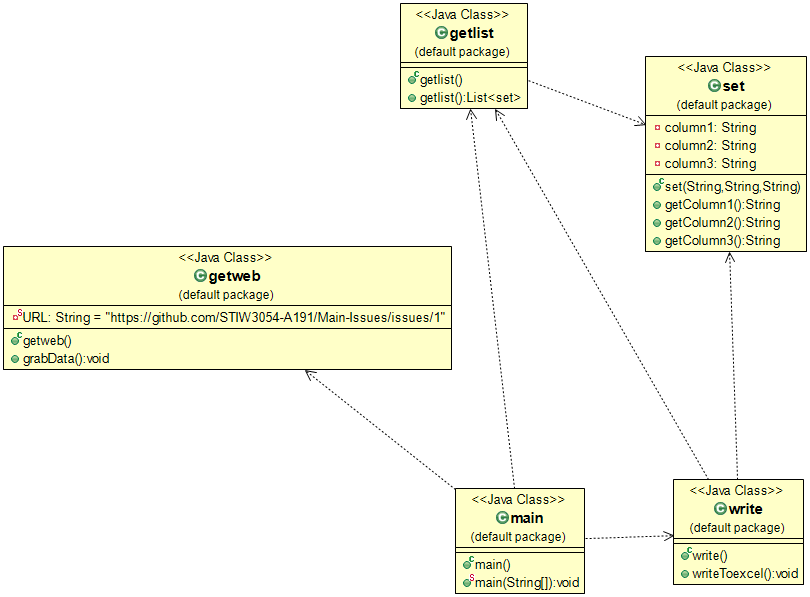 <<Java Class>>
getlist
(default package)
getlist()
getlist():List<set>
<<Java Class>>
set
(default package)
column1: String
column2: String
column3: String
set(String,String,String)
getColumn1():String
getColumn2():String
getColumn3():String
<<Java Class>>
getweb
(default package)
URL: String = "https://github.com/STIW3054-A191/Main-Issues/issues/1"
getweb()
grabData():void
<<Java Class>>
main
(default package)
main()
main(String[]):void
<<Java Class>>
write
(default package)
write()
writeToexcel():void